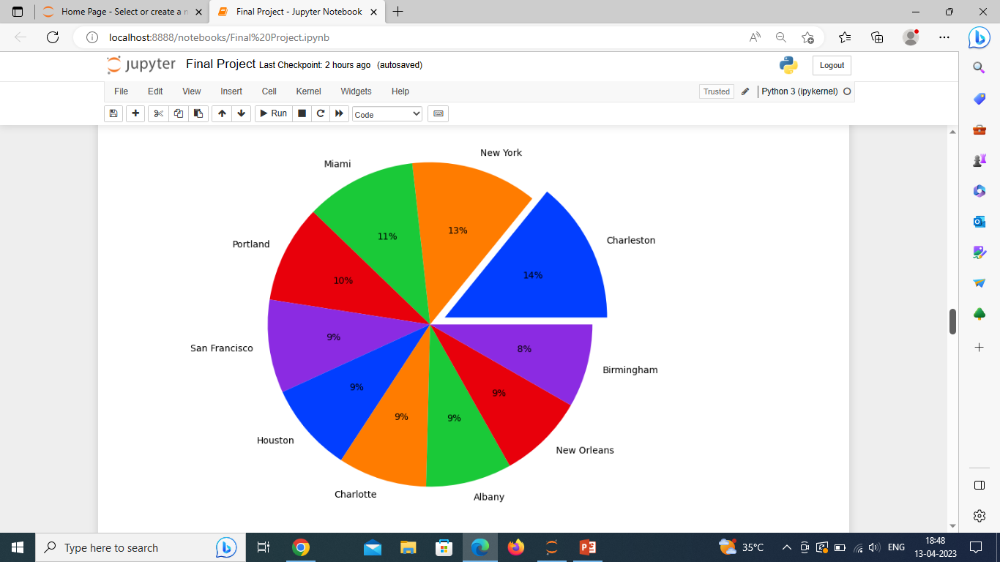 Home Page - Select or create a n
Final Project - Jupyter Notebook
localhost:8888/notebooks/Final%20Project.ipynb
jupyter Final Project Last Checkpoint: 2 hours ago (autosaved)
Logout
File Edit View Insert Cell Kernel Widgets Help
Trusted Python 3 (ipykernel)
Run
Code
New York
Miami
Charleston
Portland
13%
11%
14%
10%
9%
8%
San Francisco
Birmingham
9%
9%
9%
9%
Houston
New Orleans
Charlotte
Albany
Type here to search
35°C
ENG
18:48
13-04-2023